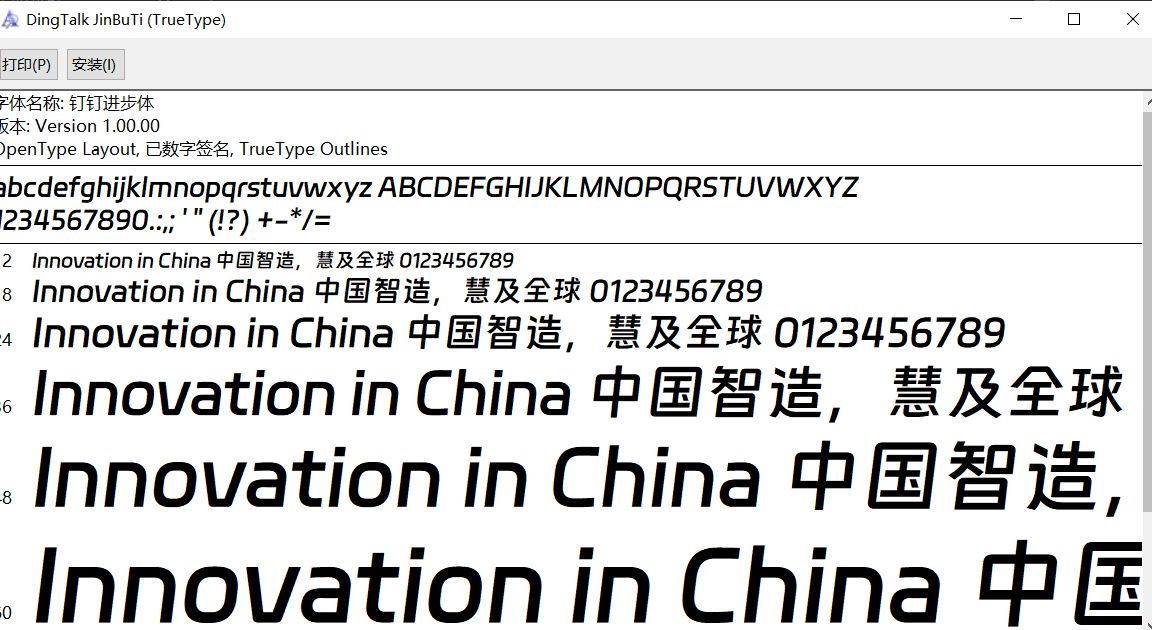 DingTalk JinBuTi (TrueType)
打印(P) 安装(I)
字体名称: 钉钉进步体
版本: Version 1.00.00
OpenType Layout, 已数字签名, TrueType Outlines
abcdefghijklmnopqrstuvwxyz ABCDEFGHIJKLMNOPQRSTUVWXYZ
1234567890.:,; ' " (!?) +-*/=
2 Innovation in China 中国智造，慧及全球 0123456789
8 Innovation in China 中国智造，慧及全球 0123456789
24 Innovation in China 中国智造，慧及全球 0123456789
36 Innovation in China 中国智造，慧及全球
48 Innovation in China 中国智造，
60 Innovation in China 中国